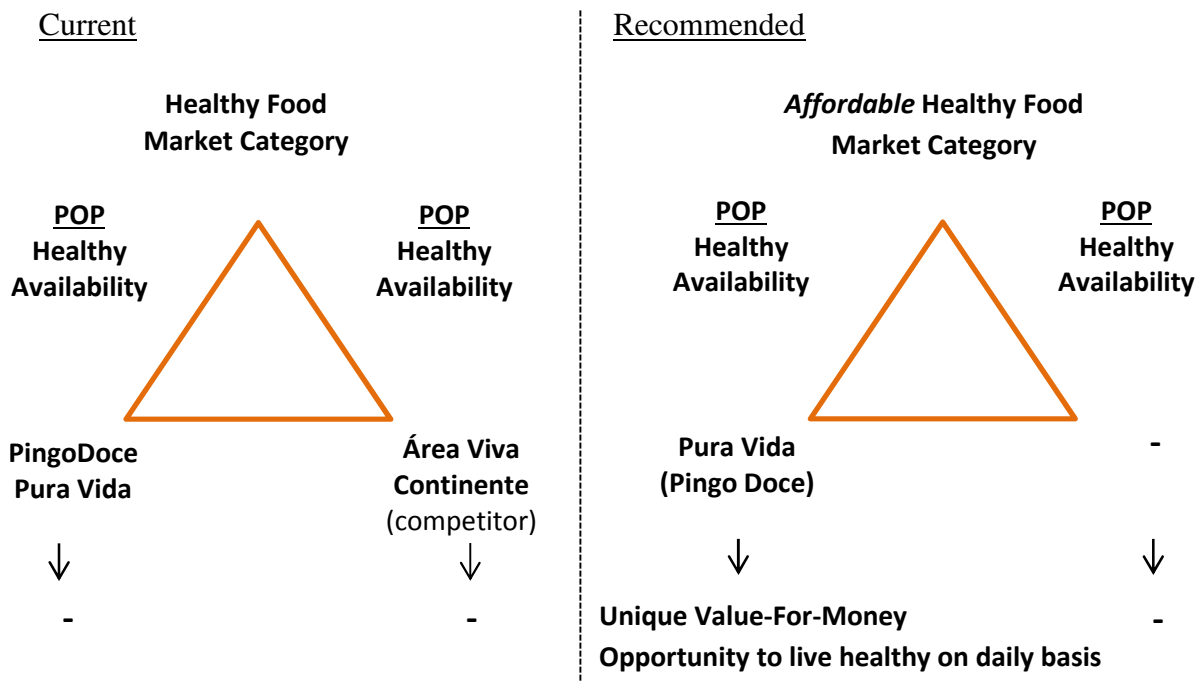 Current
Healthy Food
Market Category
POP
Healthy
Availability
POP
Healthy
Availability
PingoDoce
Pura Vida
Área Viva
Continente
(competitor)
-
-
Recommended
Affordable Healthy Food
Market Category
POP
Healthy
Availability
POP
Healthy
Availability
Pura Vida
(Pingo Doce)
-
Unique Value-For-Money
Opportunity to live healthy on daily basis
-